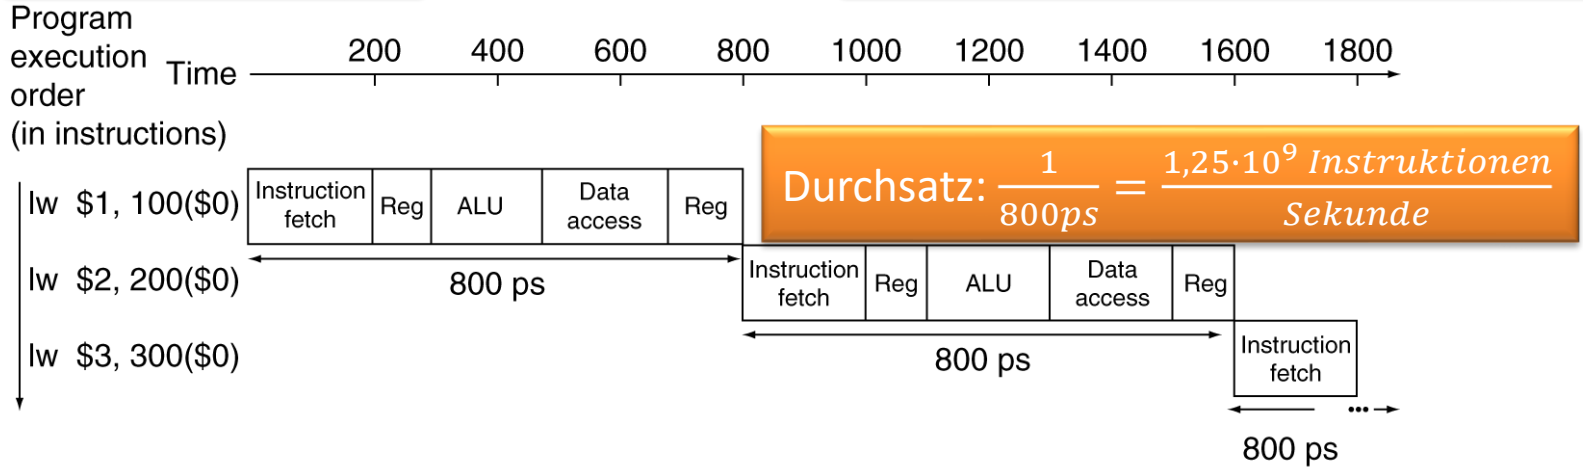 Program
execution
order
(in instructions)
Time
200 400 600 800 1000 1200 1400 1600 1800
Durchsatz: 1/800ps = 1,25·10⁹ Instruktionen/Sekunde
lw $1, 100($0)
Instruction fetch
Reg
ALU
Data access
Reg
800 ps
lw $2, 200($0)
Instruction fetch
Reg
ALU
Data access
Reg
800 ps
lw $3, 300($0)
Instruction fetch
...
800 ps